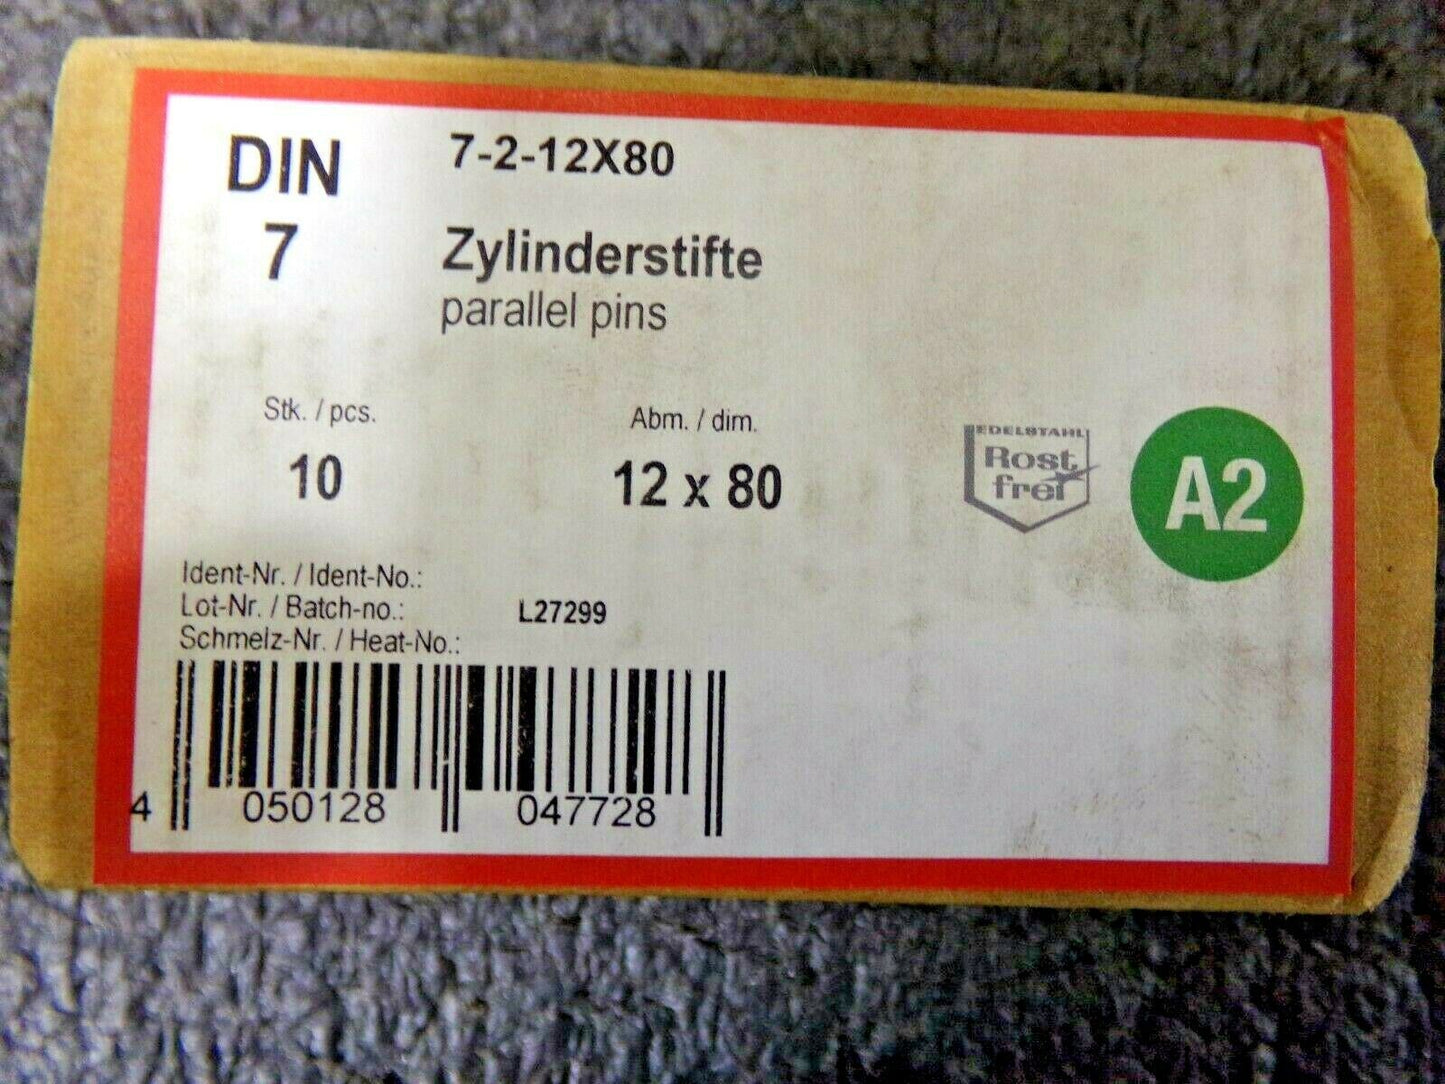 DIN
7
7-2-12X80
Zylinderstifte
parallel pins
Stk. / pcs.
10
Abm. / dim.
12 x 80
EDELSTAHL
Rost
frei
A2
Ident-Nr. / Ident-No.:
Lot-Nr. / Batch-no.: L27299
Schmelz-Nr. / Heat-No.:
4 050128 047728